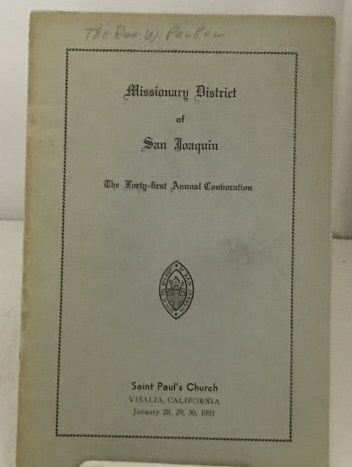 The Rev. W. Parker
Missionary District
of
San Joaquin
The Forty-first Annual Convocation
Saint Paul's Church
VISALIA, CALIFORNIA
January 28, 29, 30, 1951